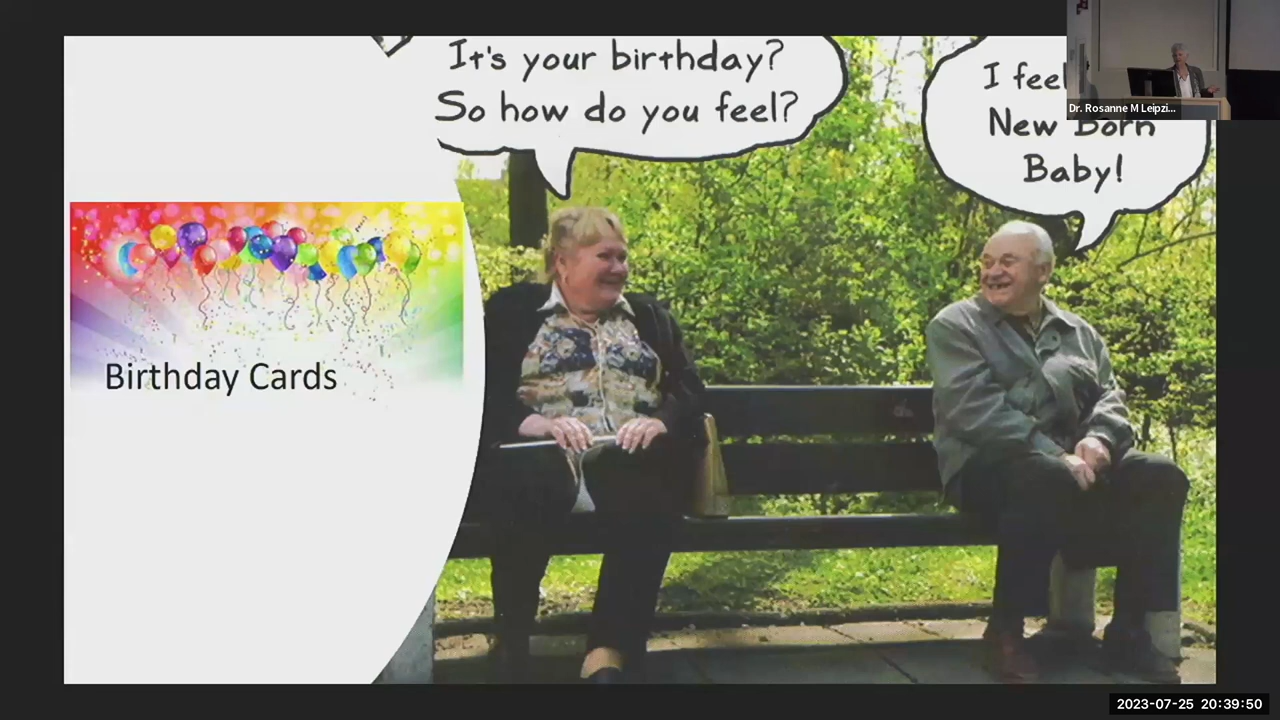 It's your birthday?
So how do you feel?
I feel
New Born
Baby!
Dr. Rosanne M Leipzi...
Birthday Cards
2023-07-25 20:39:50